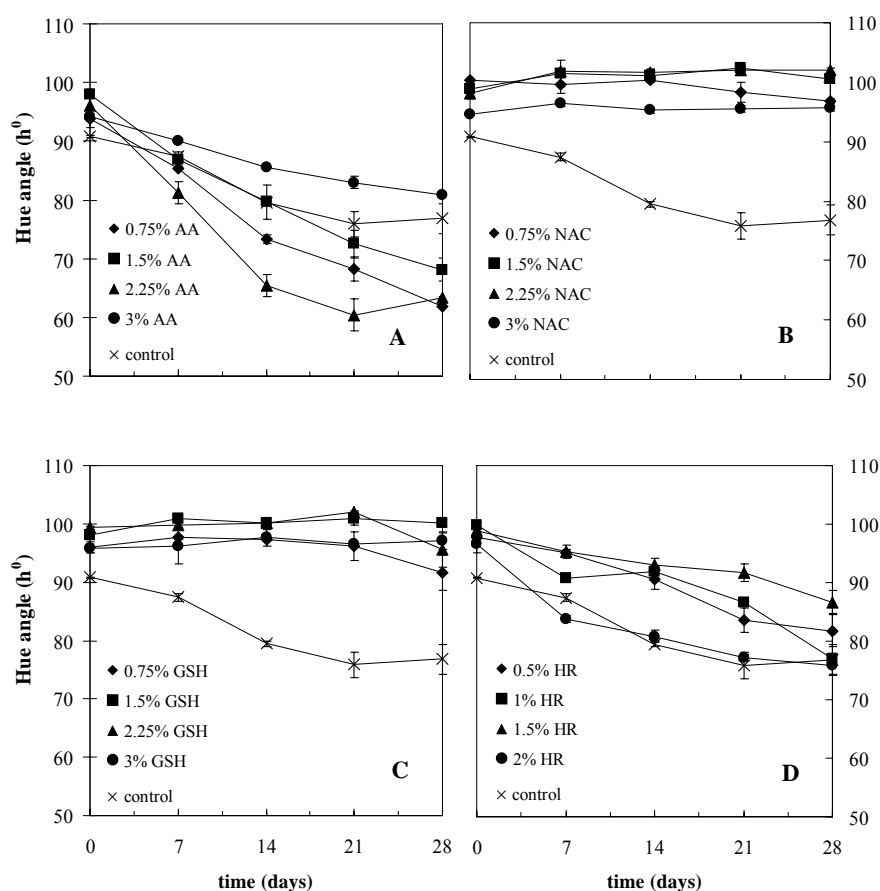 110
100
90
80
70
60
50
Hue angle (h⁰)
0.75% AA
1.5% AA
2.25% AA
3% AA
control
A
110
100
90
80
70
60
50
0.75% NAC
1.5% NAC
2.25% NAC
3% NAC
control
B
110
100
90
80
70
60
50
Hue angle (h⁰)
0.75% GSH
1.5% GSH
2.25% GSH
3% GSH
control
C
0 7 14 21 28
time (days)
110
100
90
80
70
60
50
0.5% HR
1% HR
1.5% HR
2% HR
control
D
0 7 14 21 28
time (days)